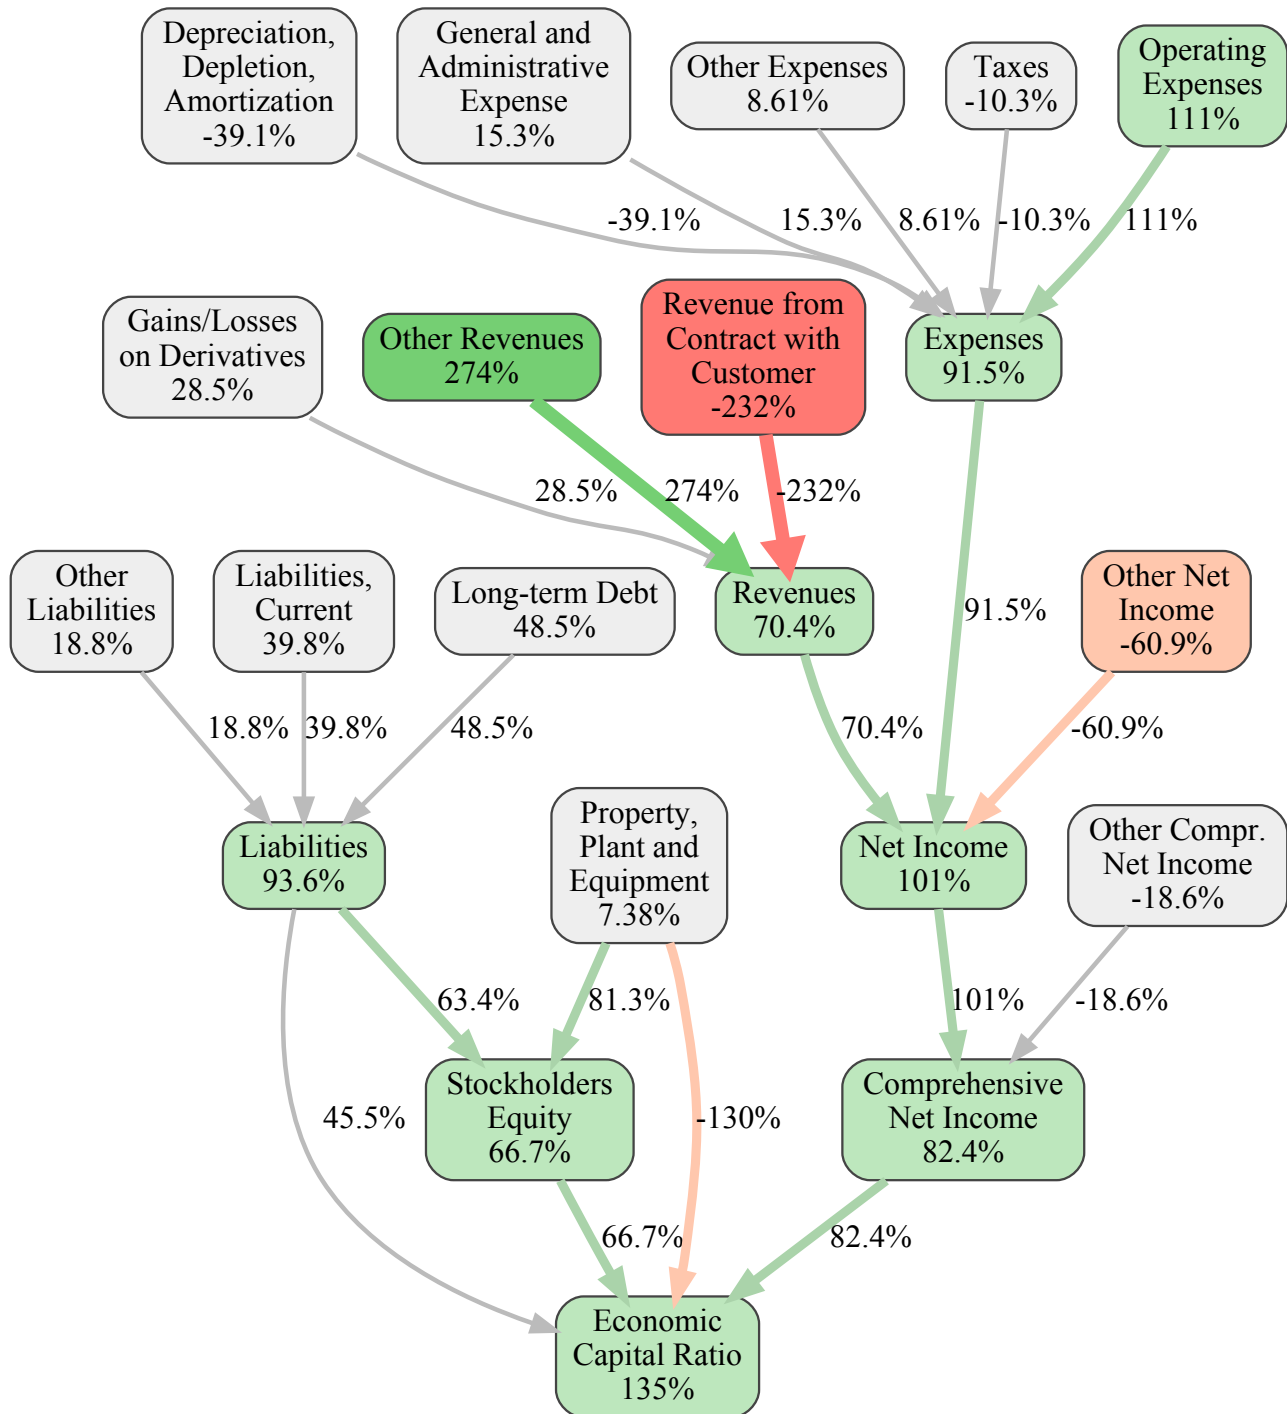 Depreciation,
Depletion,
Amortization
-39.1%
General and
Administrative
Expense
15.3%
Other Expenses
8.61%
Taxes
-10.3%
Operating
Expenses
111%
-39.1%
15.3%
8.61%
-10.3%
111%
Gains/Losses
on Derivatives
28.5%
Other Revenues
274%
Revenue from
Contract with
Customer
-232%
Expenses
91.5%
28.5%
274%
-232%
91.5%
Other
Liabilities
18.8%
Liabilities,
Current
39.8%
Long-term Debt
48.5%
Revenues
70.4%
Other Net
Income
-60.9%
18.8%
39.8%
48.5%
70.4%
-60.9%
Liabilities
93.6%
Property,
Plant and
Equipment
7.38%
Net Income
101%
Other Compr.
Net Income
-18.6%
63.4%
81.3%
101%
-18.6%
45.5%
Stockholders
Equity
66.7%
-130%
Comprehensive
Net Income
82.4%
66.7%
82.4%
Economic
Capital Ratio
135%